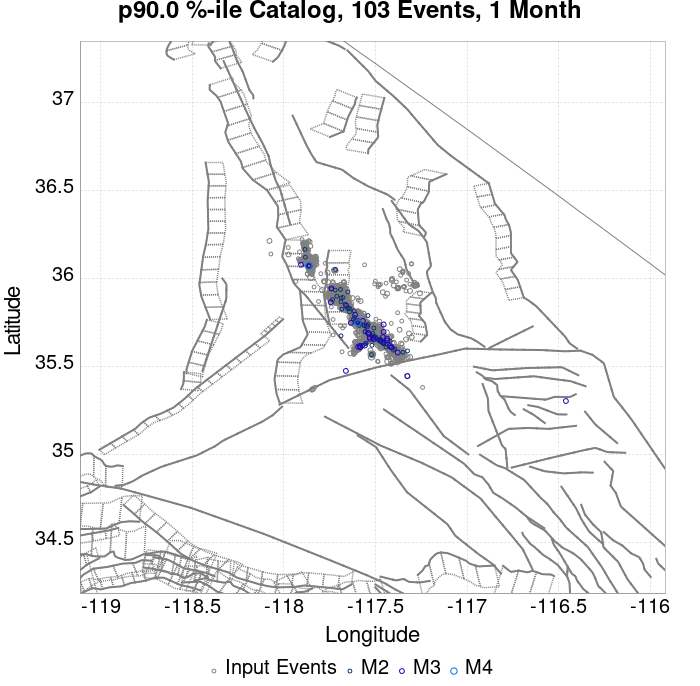 p90.0 %-ile Catalog, 103 Events, 1 Month
37
36.5
36
35.5
35
34.5
Latitude
-119
-118.5
-118
-117.5
-117
-116.5
-116
Longitude
Input Events
M2
M3
M4